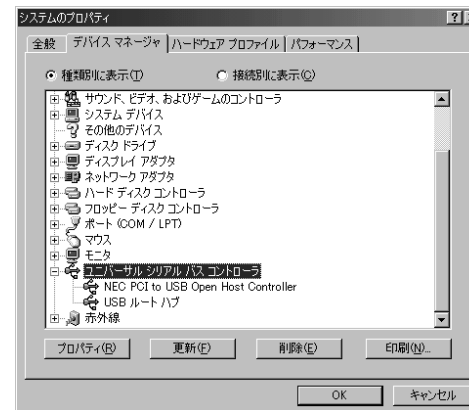 システムのプロパティ
全般 デバイス マネージャ ハードウェア プロファイル パフォーマンス
種類別に表示(T) 接続別に表示(C)
サウンド、ビデオ、およびゲームのコントローラ
システム デバイス
その他のデバイス
ディスク ドライブ
ディスプレイ アダプタ
ネットワーク アダプタ
ハード ディスク コントローラ
フロッピー ディスク コントローラ
ポート (COM / LPT)
マウス
モニタ
ユニバーサル シリアル バス コントローラ
NEC PCI to USB Open Host Controller
USB ルート ハブ
赤外線
プロパティ(R) 更新(F) 削除(E) 印刷(N)...
OK キャンセル